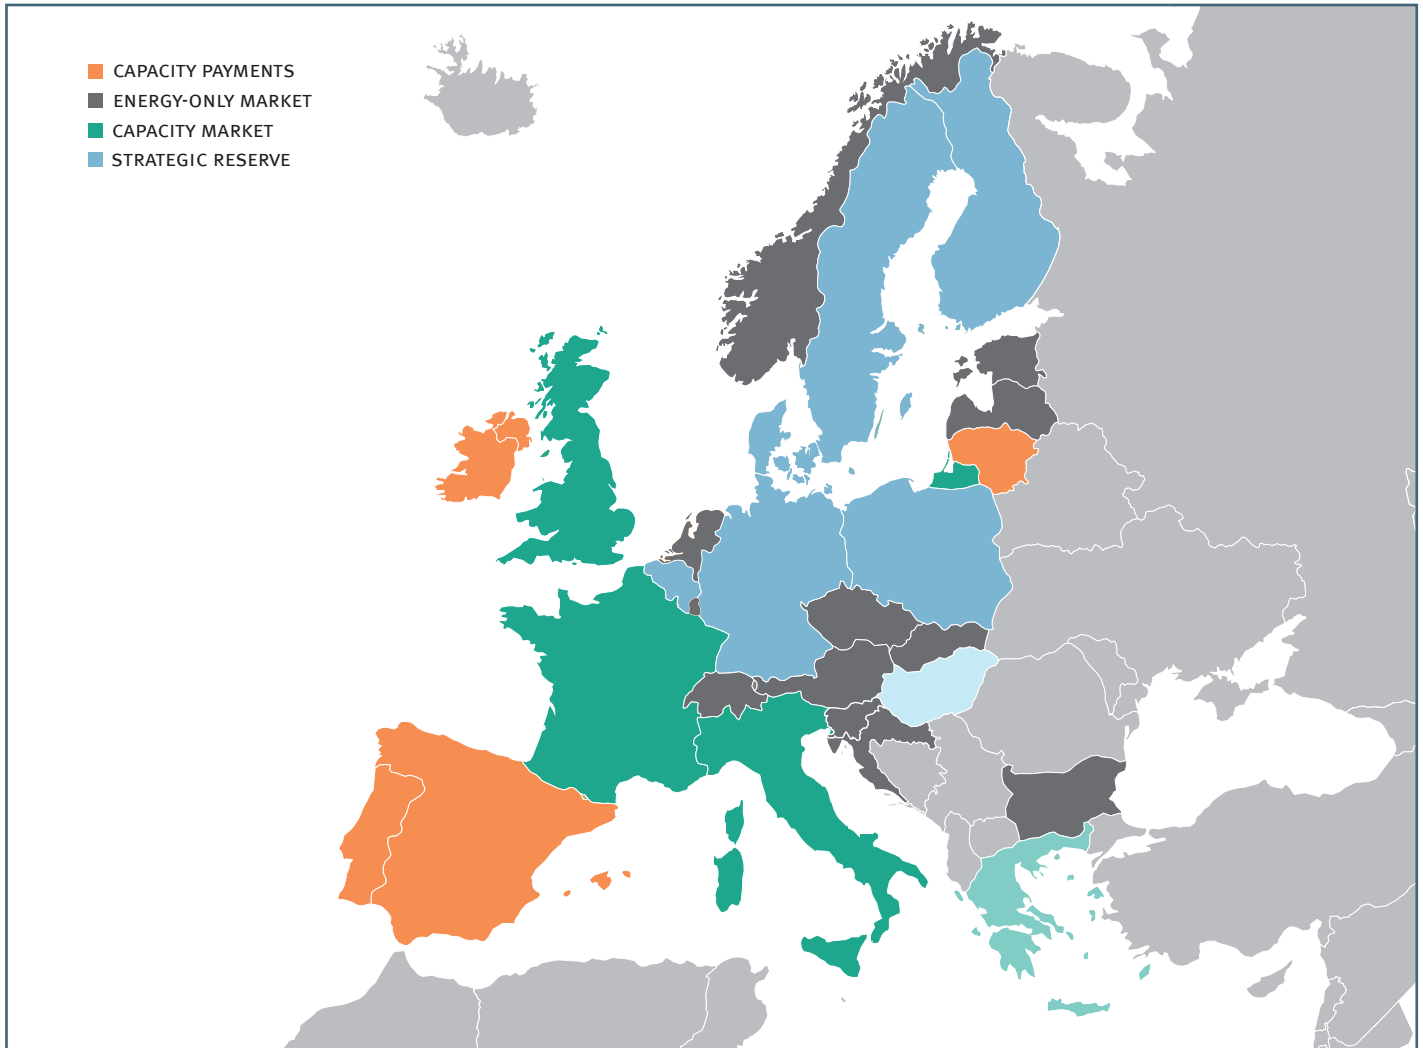 CAPACITY PAYMENTS
ENERGY-ONLY MARKET
CAPACITY MARKET
STRATEGIC RESERVE